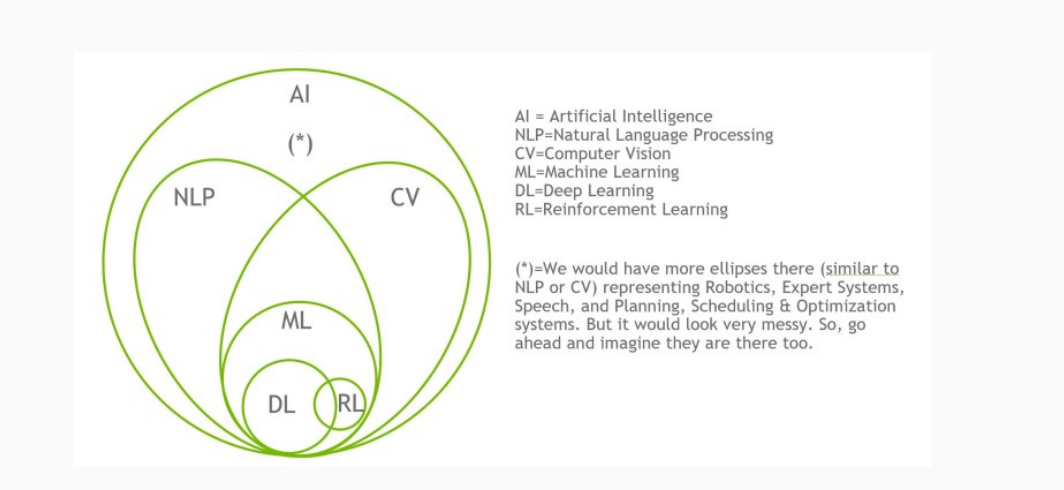 AI
(*)
NLP
CV
ML
DL
RL
AI = Artificial Intelligence
NLP=Natural Language Processing
CV=Computer Vision
ML=Machine Learning
DL=Deep Learning
RL=Reinforcement Learning
(*)=We would have more ellipses there (similar to
NLP or CV) representing Robotics, Expert Systems,
Speech, and Planning, Scheduling & Optimization
systems. But it would look very messy. So, go
ahead and imagine they are there too.